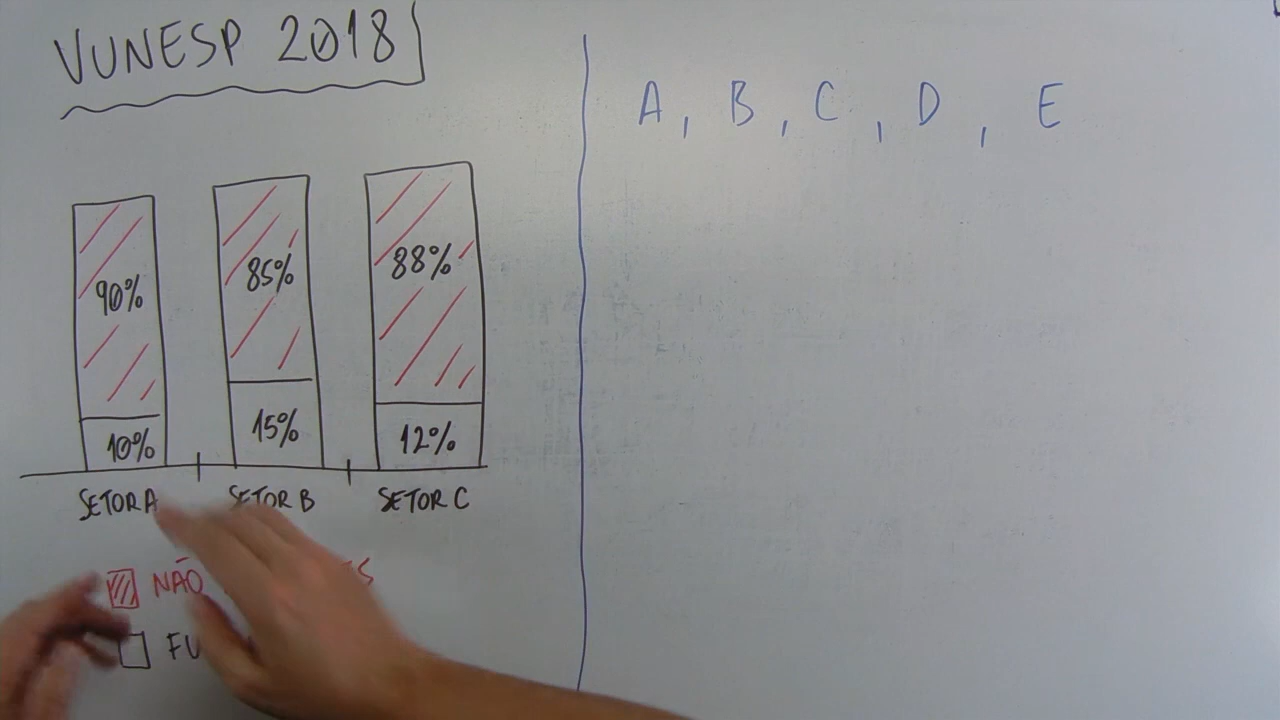 VUNESP 2018
A, B, C, D, E
90% 85% 88%
10% 15% 12%
SETOR A SETOR B SETOR C
NÃO